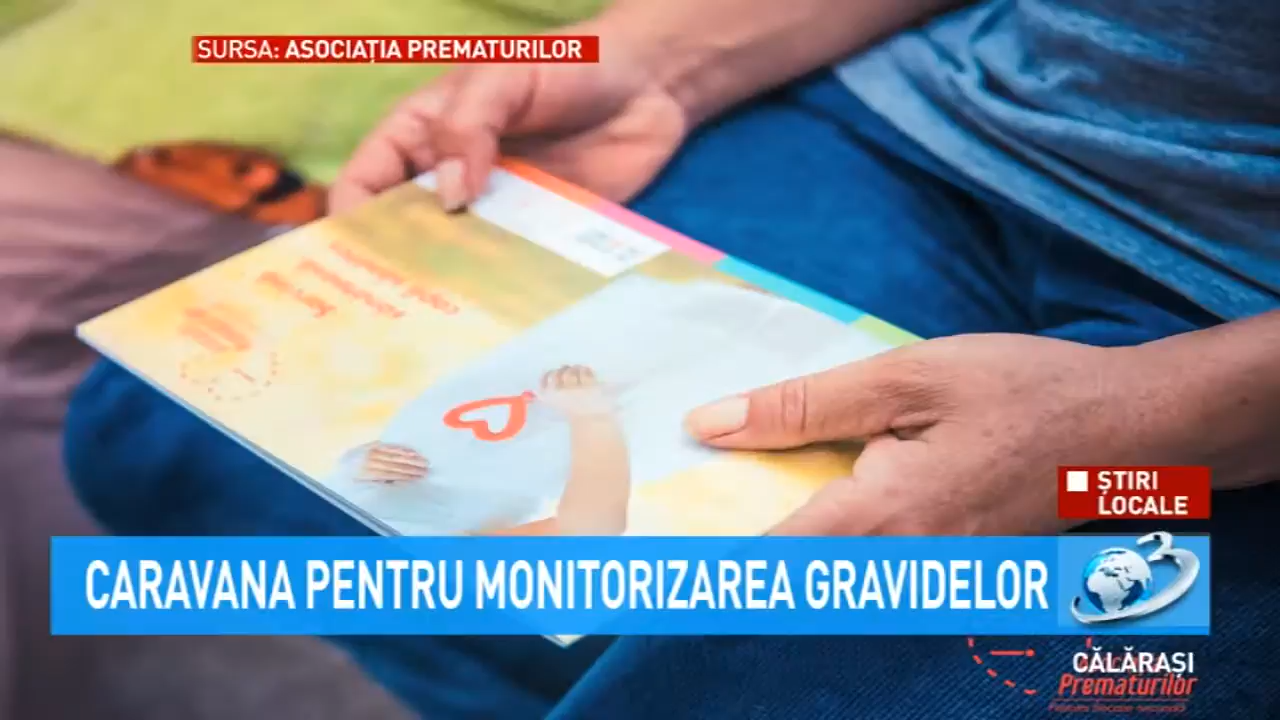 SURSA: ASOCIAȚIA PREMATURILOR
ȘTIRI
LOCALE
CARAVANA PENTRU MONITORIZAREA GRAVIDELOR
3
CĂLĂRAȘI
Prematurilor